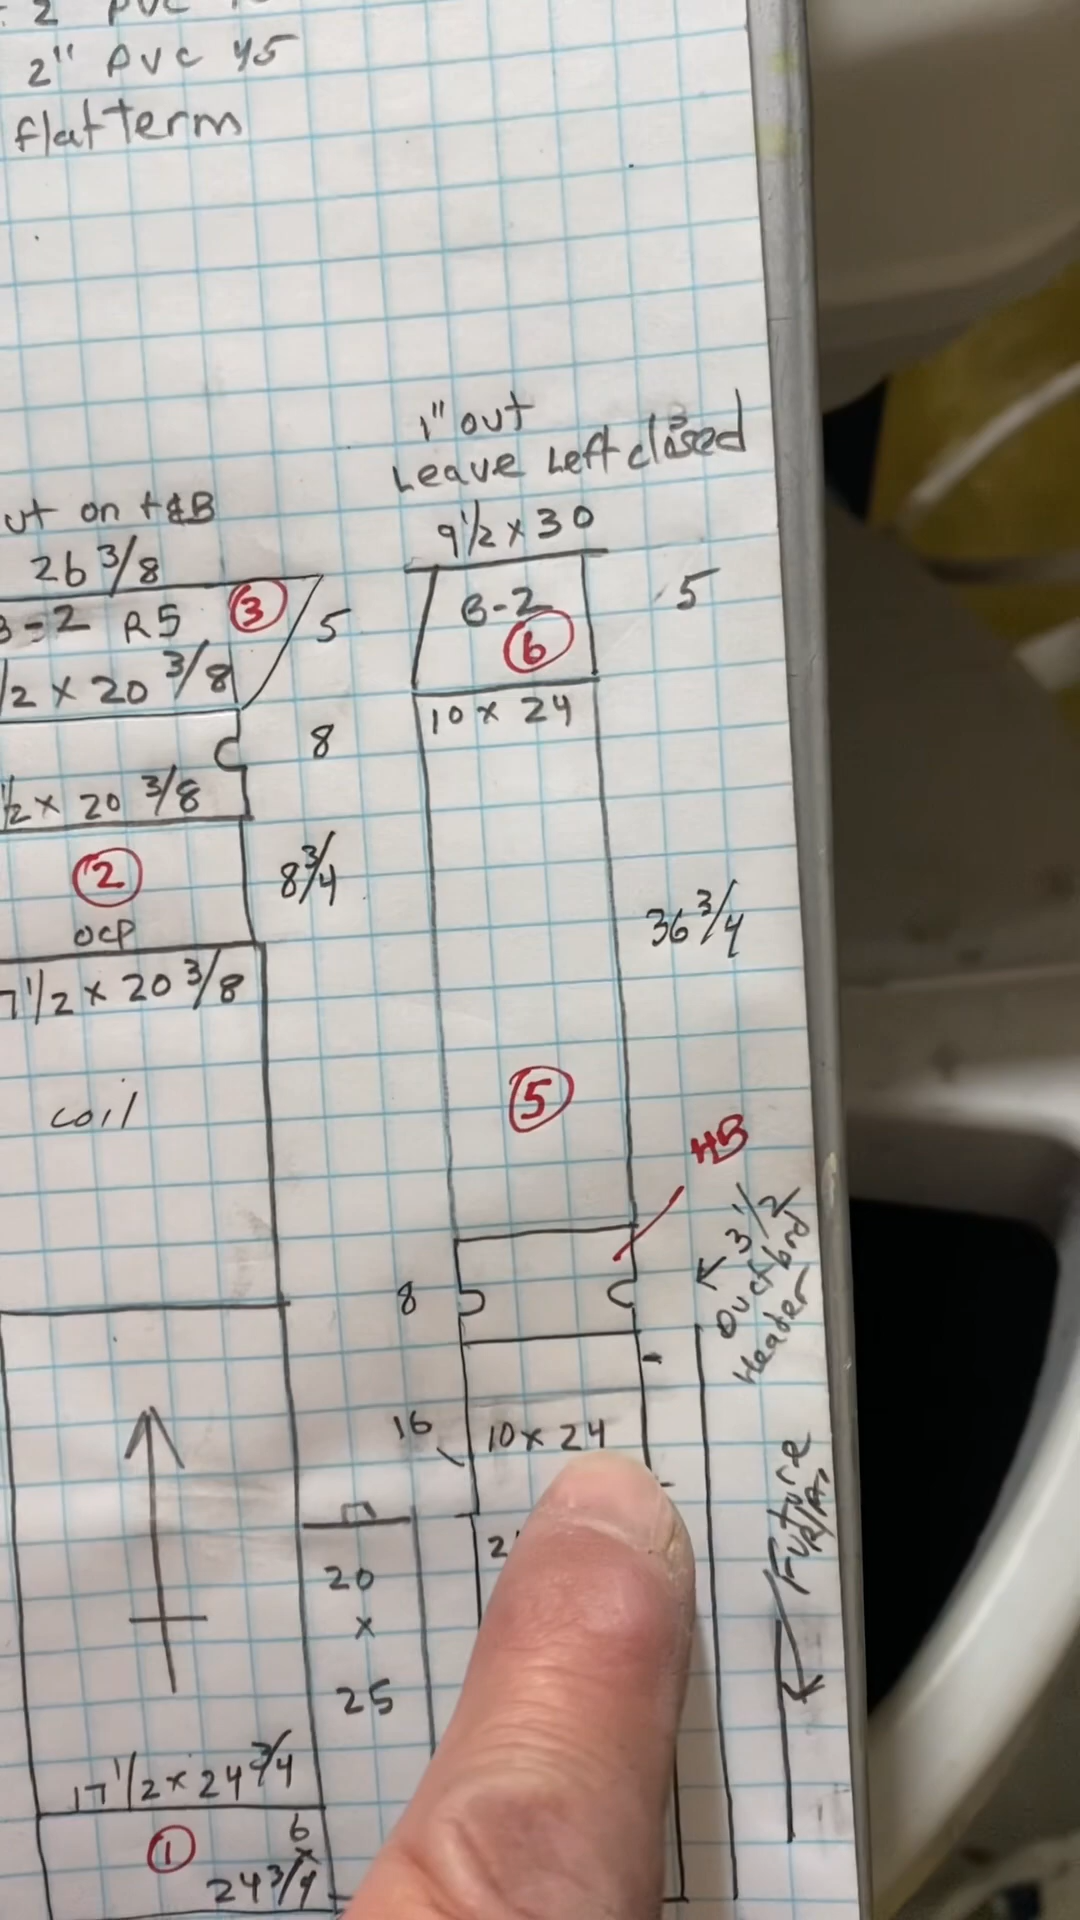 2" PVC 45
flat term
1" out
Leave Left closed
9 1/2 x 30
ut on t&B
26 3/8
B-2 R5
3
5
/2 x 20 3/8
B-2
6
5
10 x 24
8
1/2 x 20 3/8
2
OCP
8 3/4
36 3/4
7 1/2 x 20 3/8
coil
5
HB
3 1/2
Duct brd
Header
8
16
10 x 24
Future
20
x
25
17 1/2 x 24 3/4
1
6
x
24 3/4